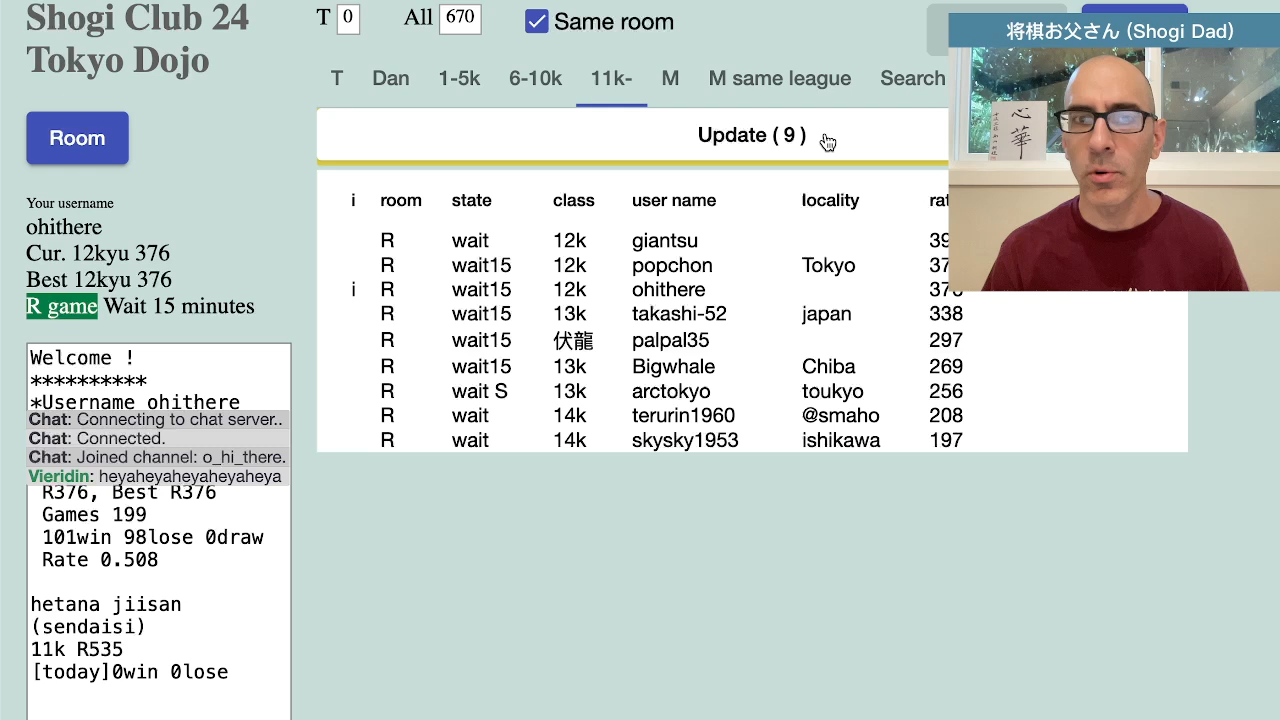 Shogi Club 24
Tokyo Dojo
Room
Your username
ohithere
Cur. 12kyu 376
Best 12kyu 376
R game Wait 15 minutes
Welcome !
**********
*Username ohithere
Chat: Connecting to chat server..
Chat: Connected.
Chat: Joined channel: o_hi_there.
Vieridin: heyaheyaheyaheyaheya
R376, Best R376
Games 199
101win 98lose 0draw
Rate 0.508
hetana jiisan
(sendaisi)
11k R535
[today]0win 0lose
T 0 All 670 Same room
T Dan 1-5k 6-10k 11k- M M same league Search
Update ( 9 )
i room state class user name locality
R wait 12k giantsu
R wait15 12k popchon Tokyo
i R wait15 12k ohithere 376
R wait15 13k takashi-52 japan 338
R wait15 伏龍 palpal35 297
R wait15 13k Bigwhale Chiba 269
R wait S 13k arctokyo toukyo 256
R wait 14k terurin1960 @smaho 208
R wait 14k skysky1953 ishikawa 197
将棋お父さん (Shogi Dad)
心華